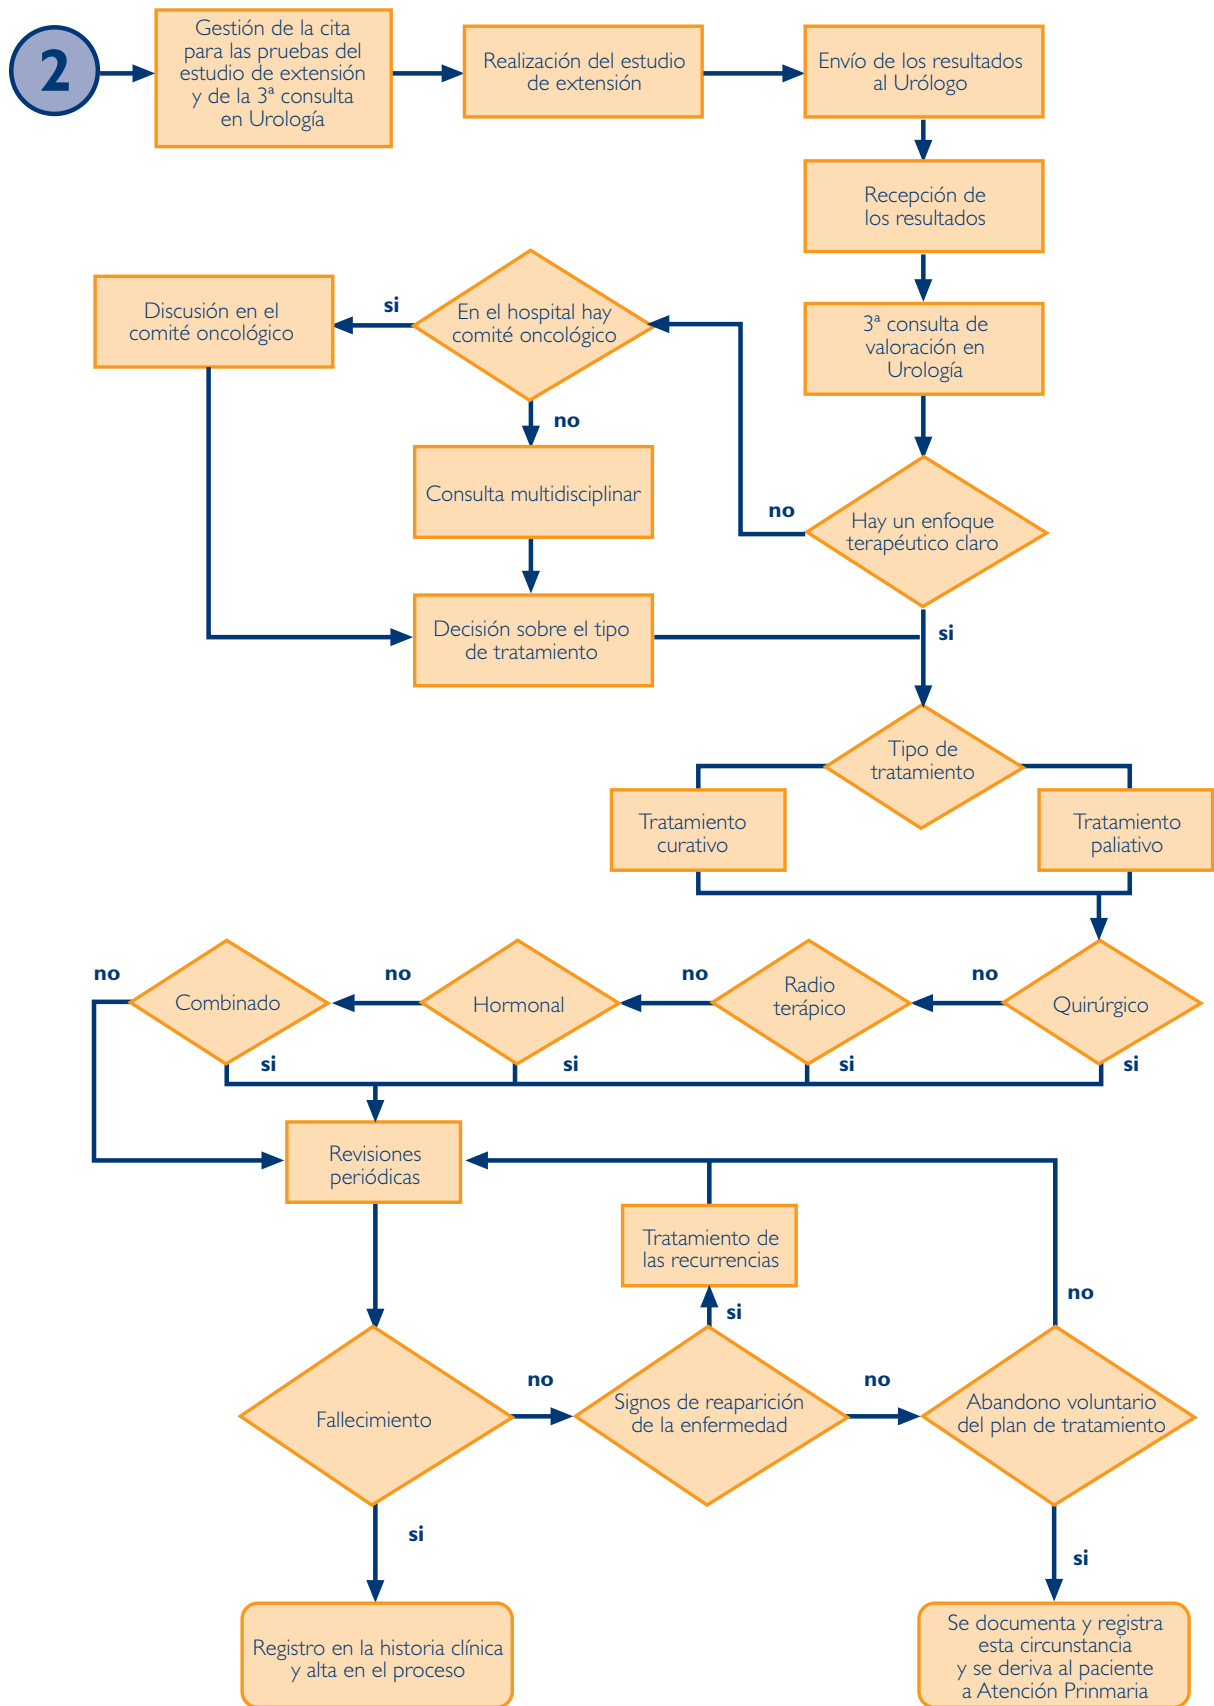 2
Gestión de la cita
para las pruebas del
estudio de extensión
y de la 3ª consulta
en Urología
Realización del estudio
de extensión
Envío de los resultados
al Urólogo
Recepción de
los resultados
3ª consulta de
valoración en
Urología
Hay un enfoque
terapéutico claro
no
si
En el hospital hay
comité oncológico
si
no
Discusión en el
comité oncológico
Consulta multidisciplinar
Decisión sobre el tipo
de tratamiento
Tipo de
tratamiento
Tratamiento
curativo
Tratamiento
paliativo
Quirúrgico
no
si
Radio
terápico
no
si
Hormonal
no
si
Combinado
no
si
Revisiones
periódicas
Tratamiento de
las recurrencias
Fallecimiento
no
si
Signos de reaparición
de la enfermedad
si
no
Abandono voluntario
del plan de tratamiento
no
si
Registro en la historia clínica
y alta en el proceso
Se documenta y registra
esta circunstancia
y se deriva al paciente
a Atención Prinmaria